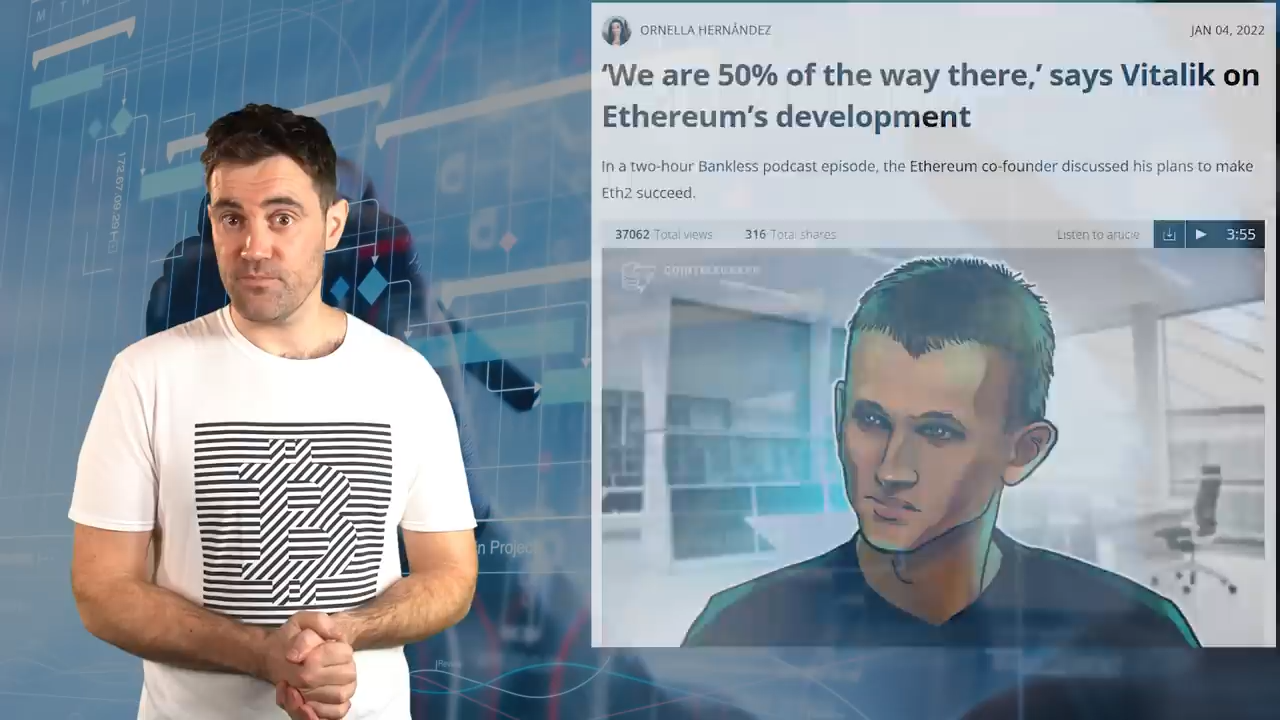 M T W
ORNELLA HERNÁNDEZ
JAN 04, 2022
‘We are 50% of the way there,’ says Vitalik on
Ethereum’s development
In a two-hour Bankless podcast episode, the Ethereum co-founder discussed his plans to make
Eth2 succeed.
37062 Total views
316 Total shares
Listen to article
3:55
COINTELEGRAPH
n Projec